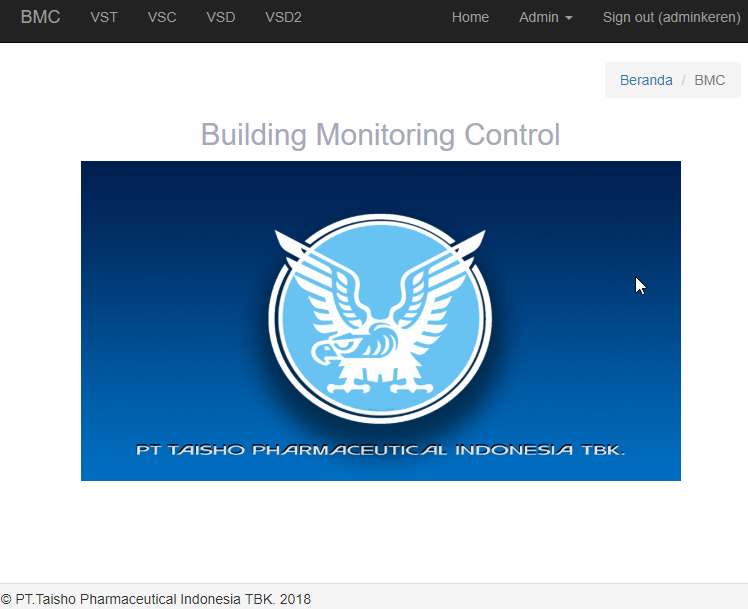 BMC VST VSC VSD VSD2 Home Admin Sign out (adminkeren)
Beranda / BMC
Building Monitoring Control
PT TAISHO PHARMACEUTICAL INDONESIA TBK.
© PT.Taisho Pharmaceutical Indonesia TBK. 2018